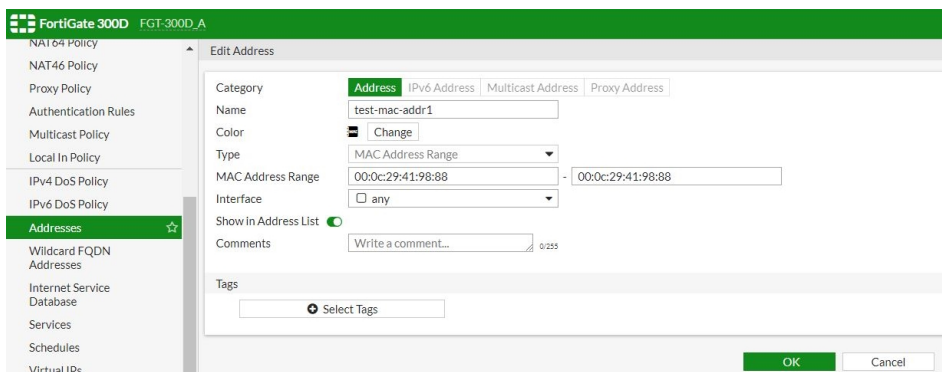 FortiGate 300D FGT-300D_A
NAT64 Policy
NAT46 Policy
Proxy Policy
Authentication Rules
Multicast Policy
Local In Policy
IPv4 DoS Policy
IPv6 DoS Policy
Addresses
Wildcard FQDN
Addresses
Internet Service
Database
Services
Schedules
Virtual IPs
Edit Address
Category Address IPv6 Address Multicast Address Proxy Address
Name test-mac-addr1
Color Change
Type MAC Address Range
MAC Address Range 00:0c:29:41:98:88 - 00:0c:29:41:98:88
Interface any
Show in Address List
Comments Write a comment... 0/255
Tags
Select Tags
OK Cancel